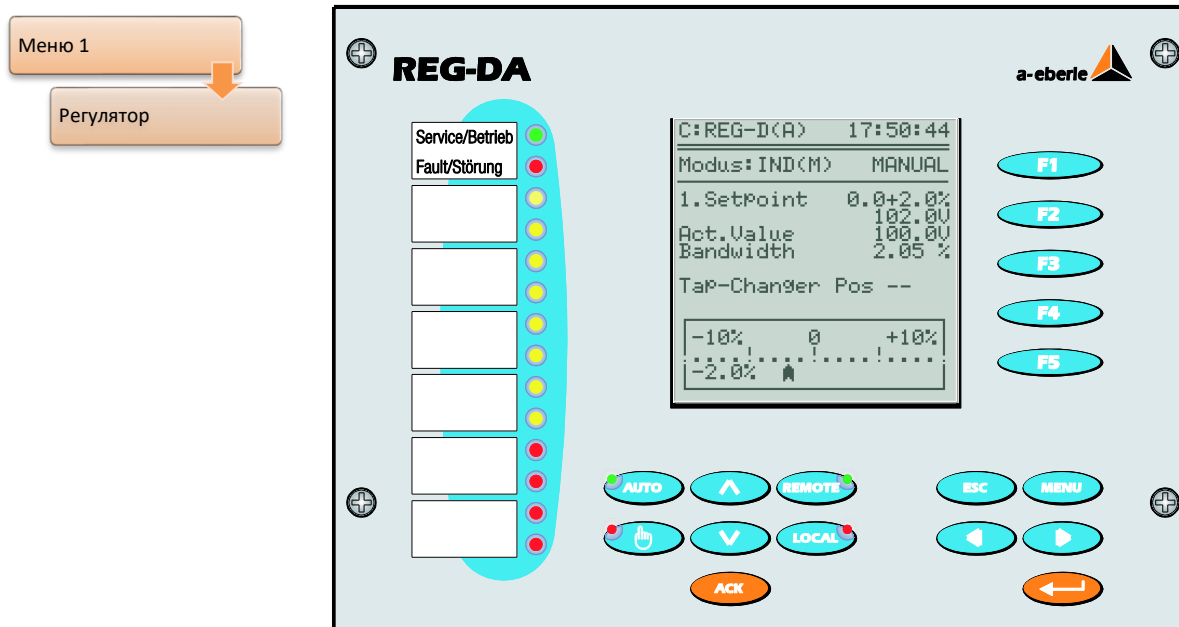 Меню 1
Регулятор
REG-DA
a-eberle
Service/Betrieb
Fault/Störung
C:REG-D(A) 17:50:44
Modus:IND(M) MANUAL
1.Setpoint 0.0+2.0%
102.0V
Act.Value 100.0V
Bandwidth 2.05 %
Tap-Changer Pos --
-10% 0 +10%
-2.0%
F1
F2
F3
F4
F5
AUTO
REMOTE
ESC
MENU
LOCAL
ACK